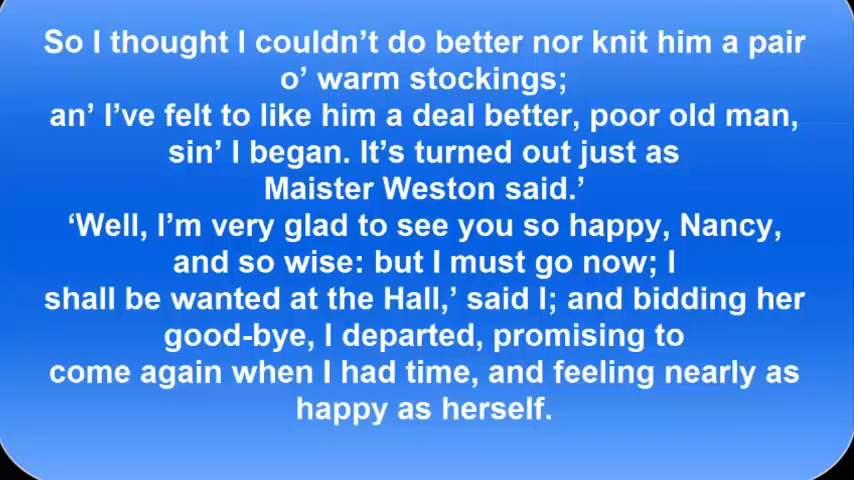 So I thought I couldn’t do better nor knit him a pair
o’ warm stockings;
an’ I’ve felt to like him a deal better, poor old man,
sin’ I began. It’s turned out just as
Maister Weston said.’
‘Well, I’m very glad to see you so happy, Nancy,
and so wise: but I must go now; I
shall be wanted at the Hall,’ said I; and bidding her
good-bye, I departed, promising to
come again when I had time, and feeling nearly as
happy as herself.